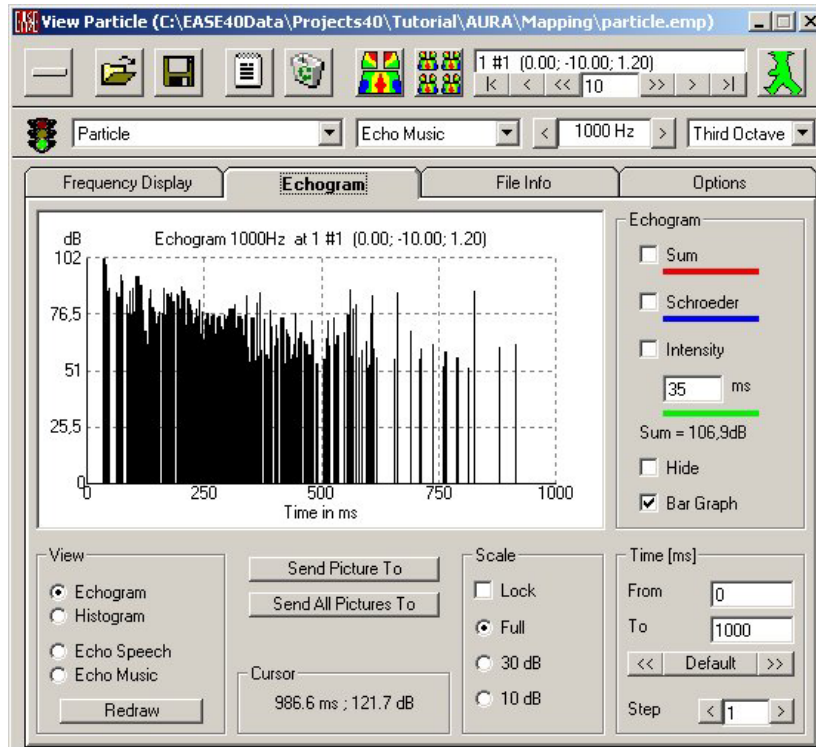 View Particle (C:\EASE40Data\Projects40\Tutorial\AURA\Mapping\particle.emp)
1 #1 (0.00; -10.00; 1.20)
|< < << 10 >> > >|
Particle Echo Music < 1000 Hz > Third Octave
Frequency Display Echogram File Info Options
dB Echogram 1000Hz at 1 #1 (0.00; -10.00; 1.20)
102
76,5
51
25,5
0
0 250 500 750 1000
Time in ms
Echogram
Sum
Schroeder
Intensity
35 ms
Sum = 106,9dB
Hide
Bar Graph
View
Echogram
Histogram
Echo Speech
Echo Music
Redraw
Send Picture To
Send All Pictures To
Cursor
986.6 ms ; 121.7 dB
Scale
Lock
Full
30 dB
10 dB
Time [ms]
From 0
To 1000
<< Default >>
Step < 1 >